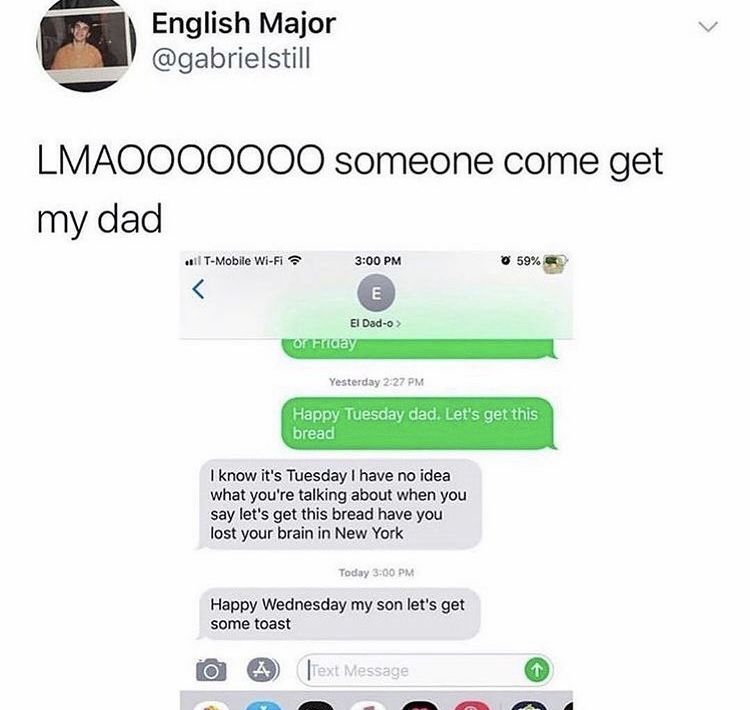 English Major
@gabrielstill
LMAOOOOOOO someone come get
my dad
T-Mobile Wi-Fi 3:00 PM 59%
E
El Dad-o >
or Friday
Yesterday 2:27 PM
Happy Tuesday dad. Let's get this
bread
I know it's Tuesday I have no idea
what you're talking about when you
say let's get this bread have you
lost your brain in New York
Today 3:00 PM
Happy Wednesday my son let's get
some toast
Text Message